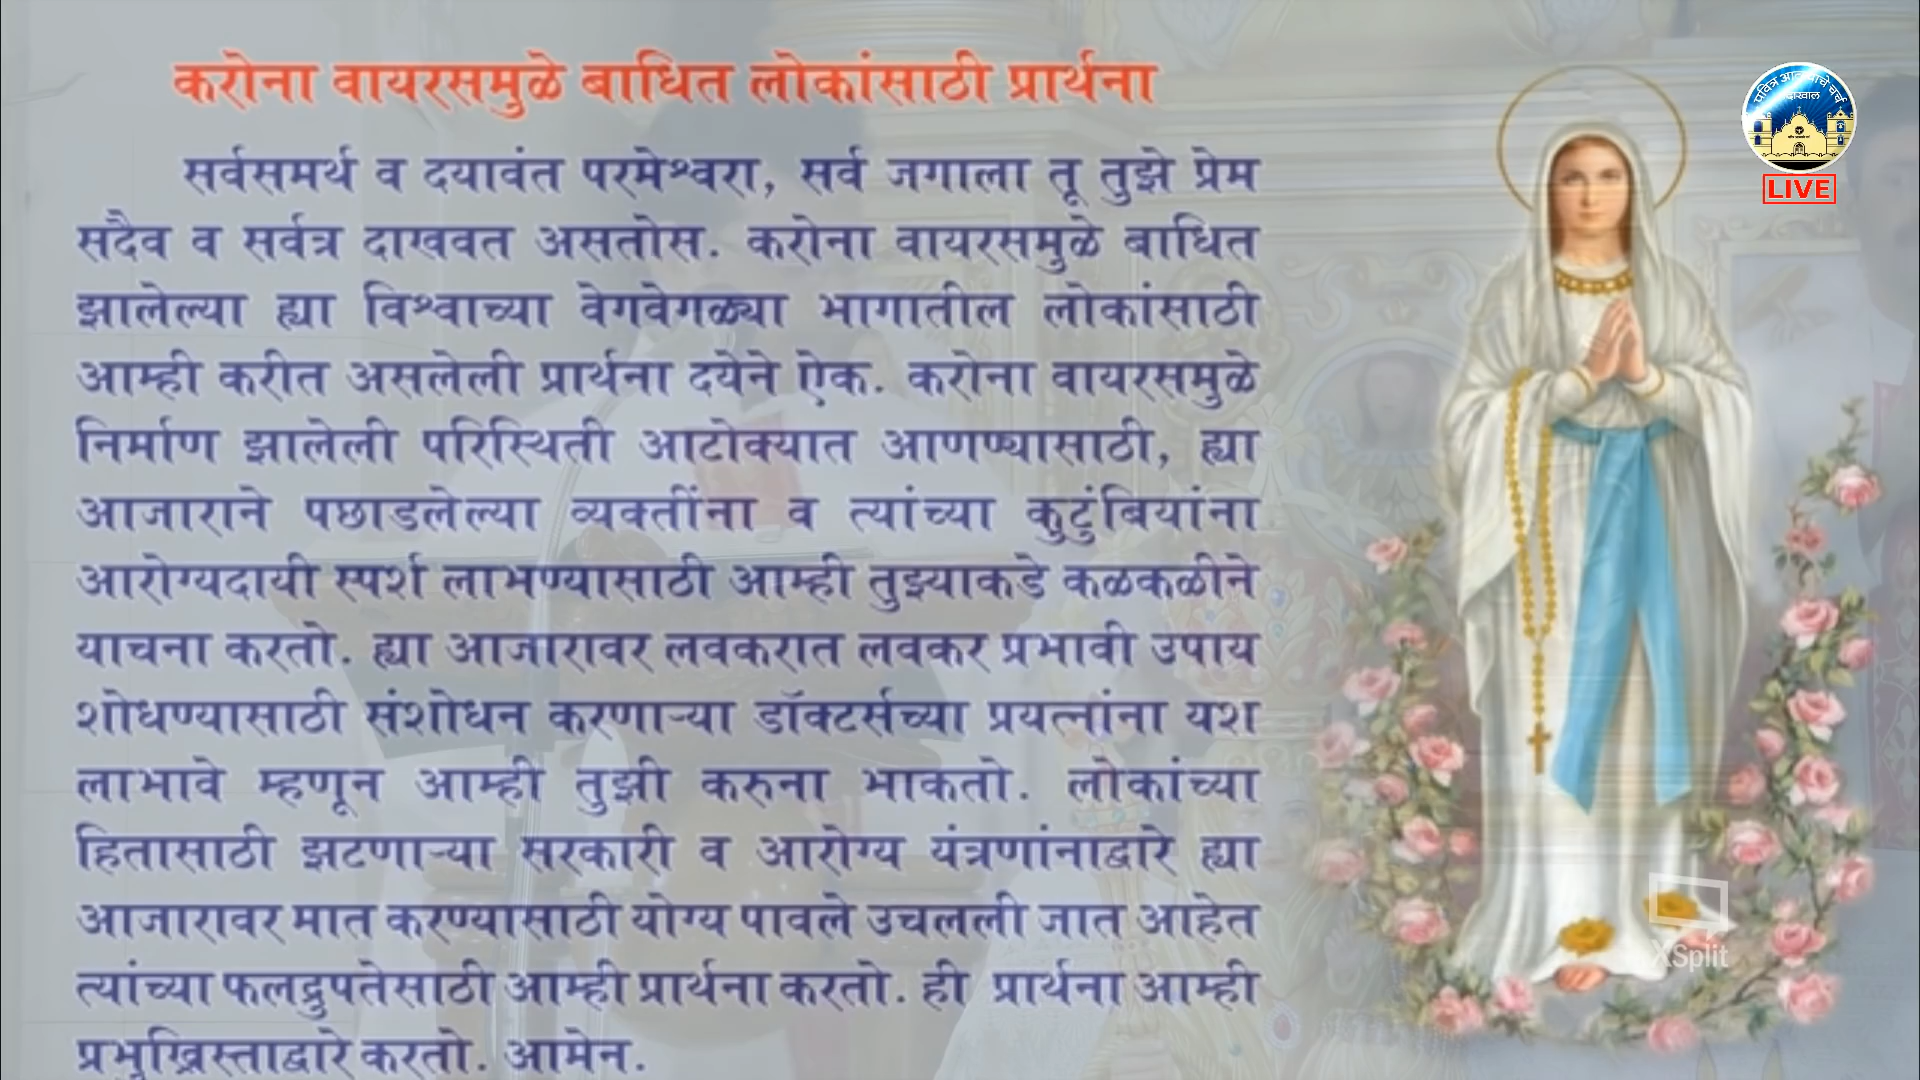 करोना वायरसमुळे बाधित लोकांसाठी प्रार्थना
सर्वसमर्थ व दयावंत परमेश्वरा, सर्व जगाला तू तुझे प्रेम
सदैव व सर्वत्र दाखवत असतोस. करोना वायरसमुळे बाधित
झालेल्या ह्या विश्वाच्या वेगवेगळ्या भागातील लोकांसाठी
आम्ही करीत असलेली प्रार्थना दयेने ऐक. करोना वायरसमुळे
निर्माण झालेली परिस्थिती आटोक्यात आणण्यासाठी, ह्या
आजाराने पछाडलेल्या व्यक्तींना व त्यांच्या कुटुंबियांना
आरोग्यदायी स्पर्श लाभण्यासाठी आम्ही तुझ्याकडे कळकळीने
याचना करतो. ह्या आजारावर लवकरात लवकर प्रभावी उपाय
शोधण्यासाठी संशोधन करणाऱ्या डॉक्टर्सच्या प्रयत्नांना यश
लाभावे म्हणून आम्ही तुझी करुना भाकतो. लोकांच्या
हितासाठी झटणाऱ्या सरकारी व आरोग्य यंत्रणांनाद्वारे ह्या
आजारावर मात करण्यासाठी योग्य पावले उचलली जात आहेत
त्यांच्या फलद्रुपतेसाठी आम्ही प्रार्थना करतो. ही प्रार्थना आम्ही
प्रभुख्रिस्ताद्वारे करतो. आमेन.
पवित्र आत्म्याचे चर्च
LIVE
XSplit